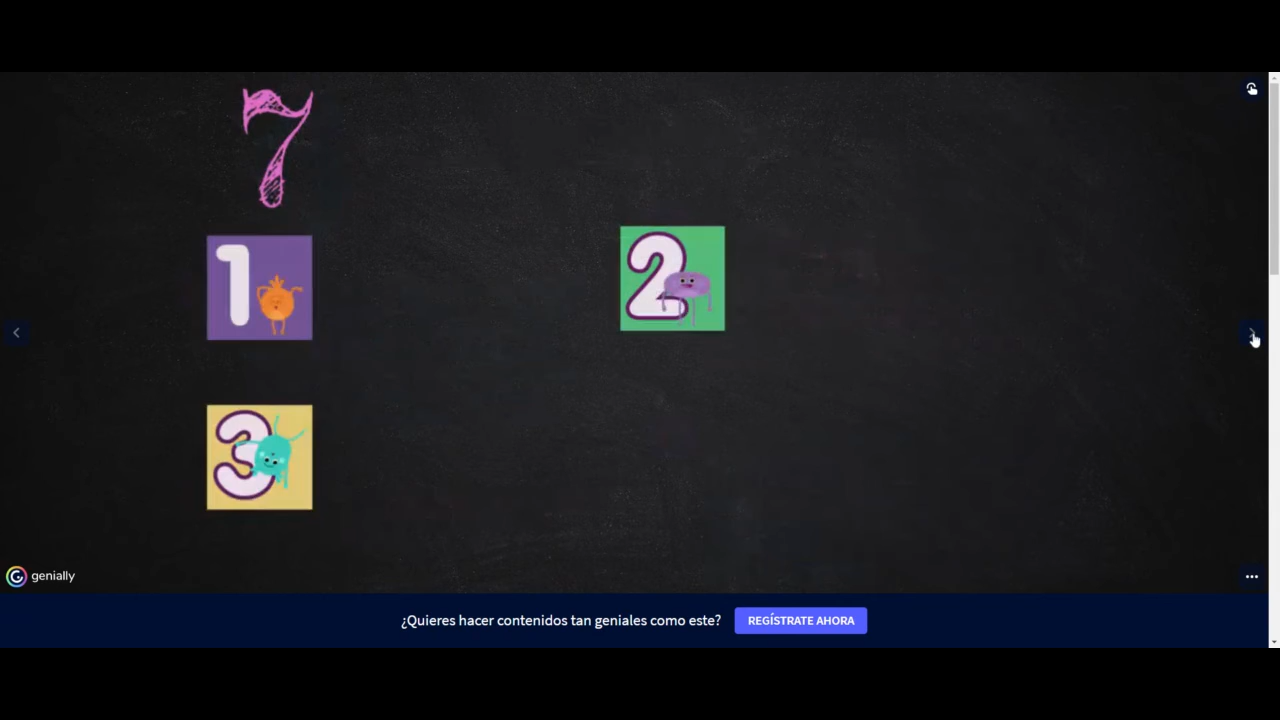 7
1
2
3
genially
¿Quieres hacer contenidos tan geniales como este?
REGÍSTRATE AHORA